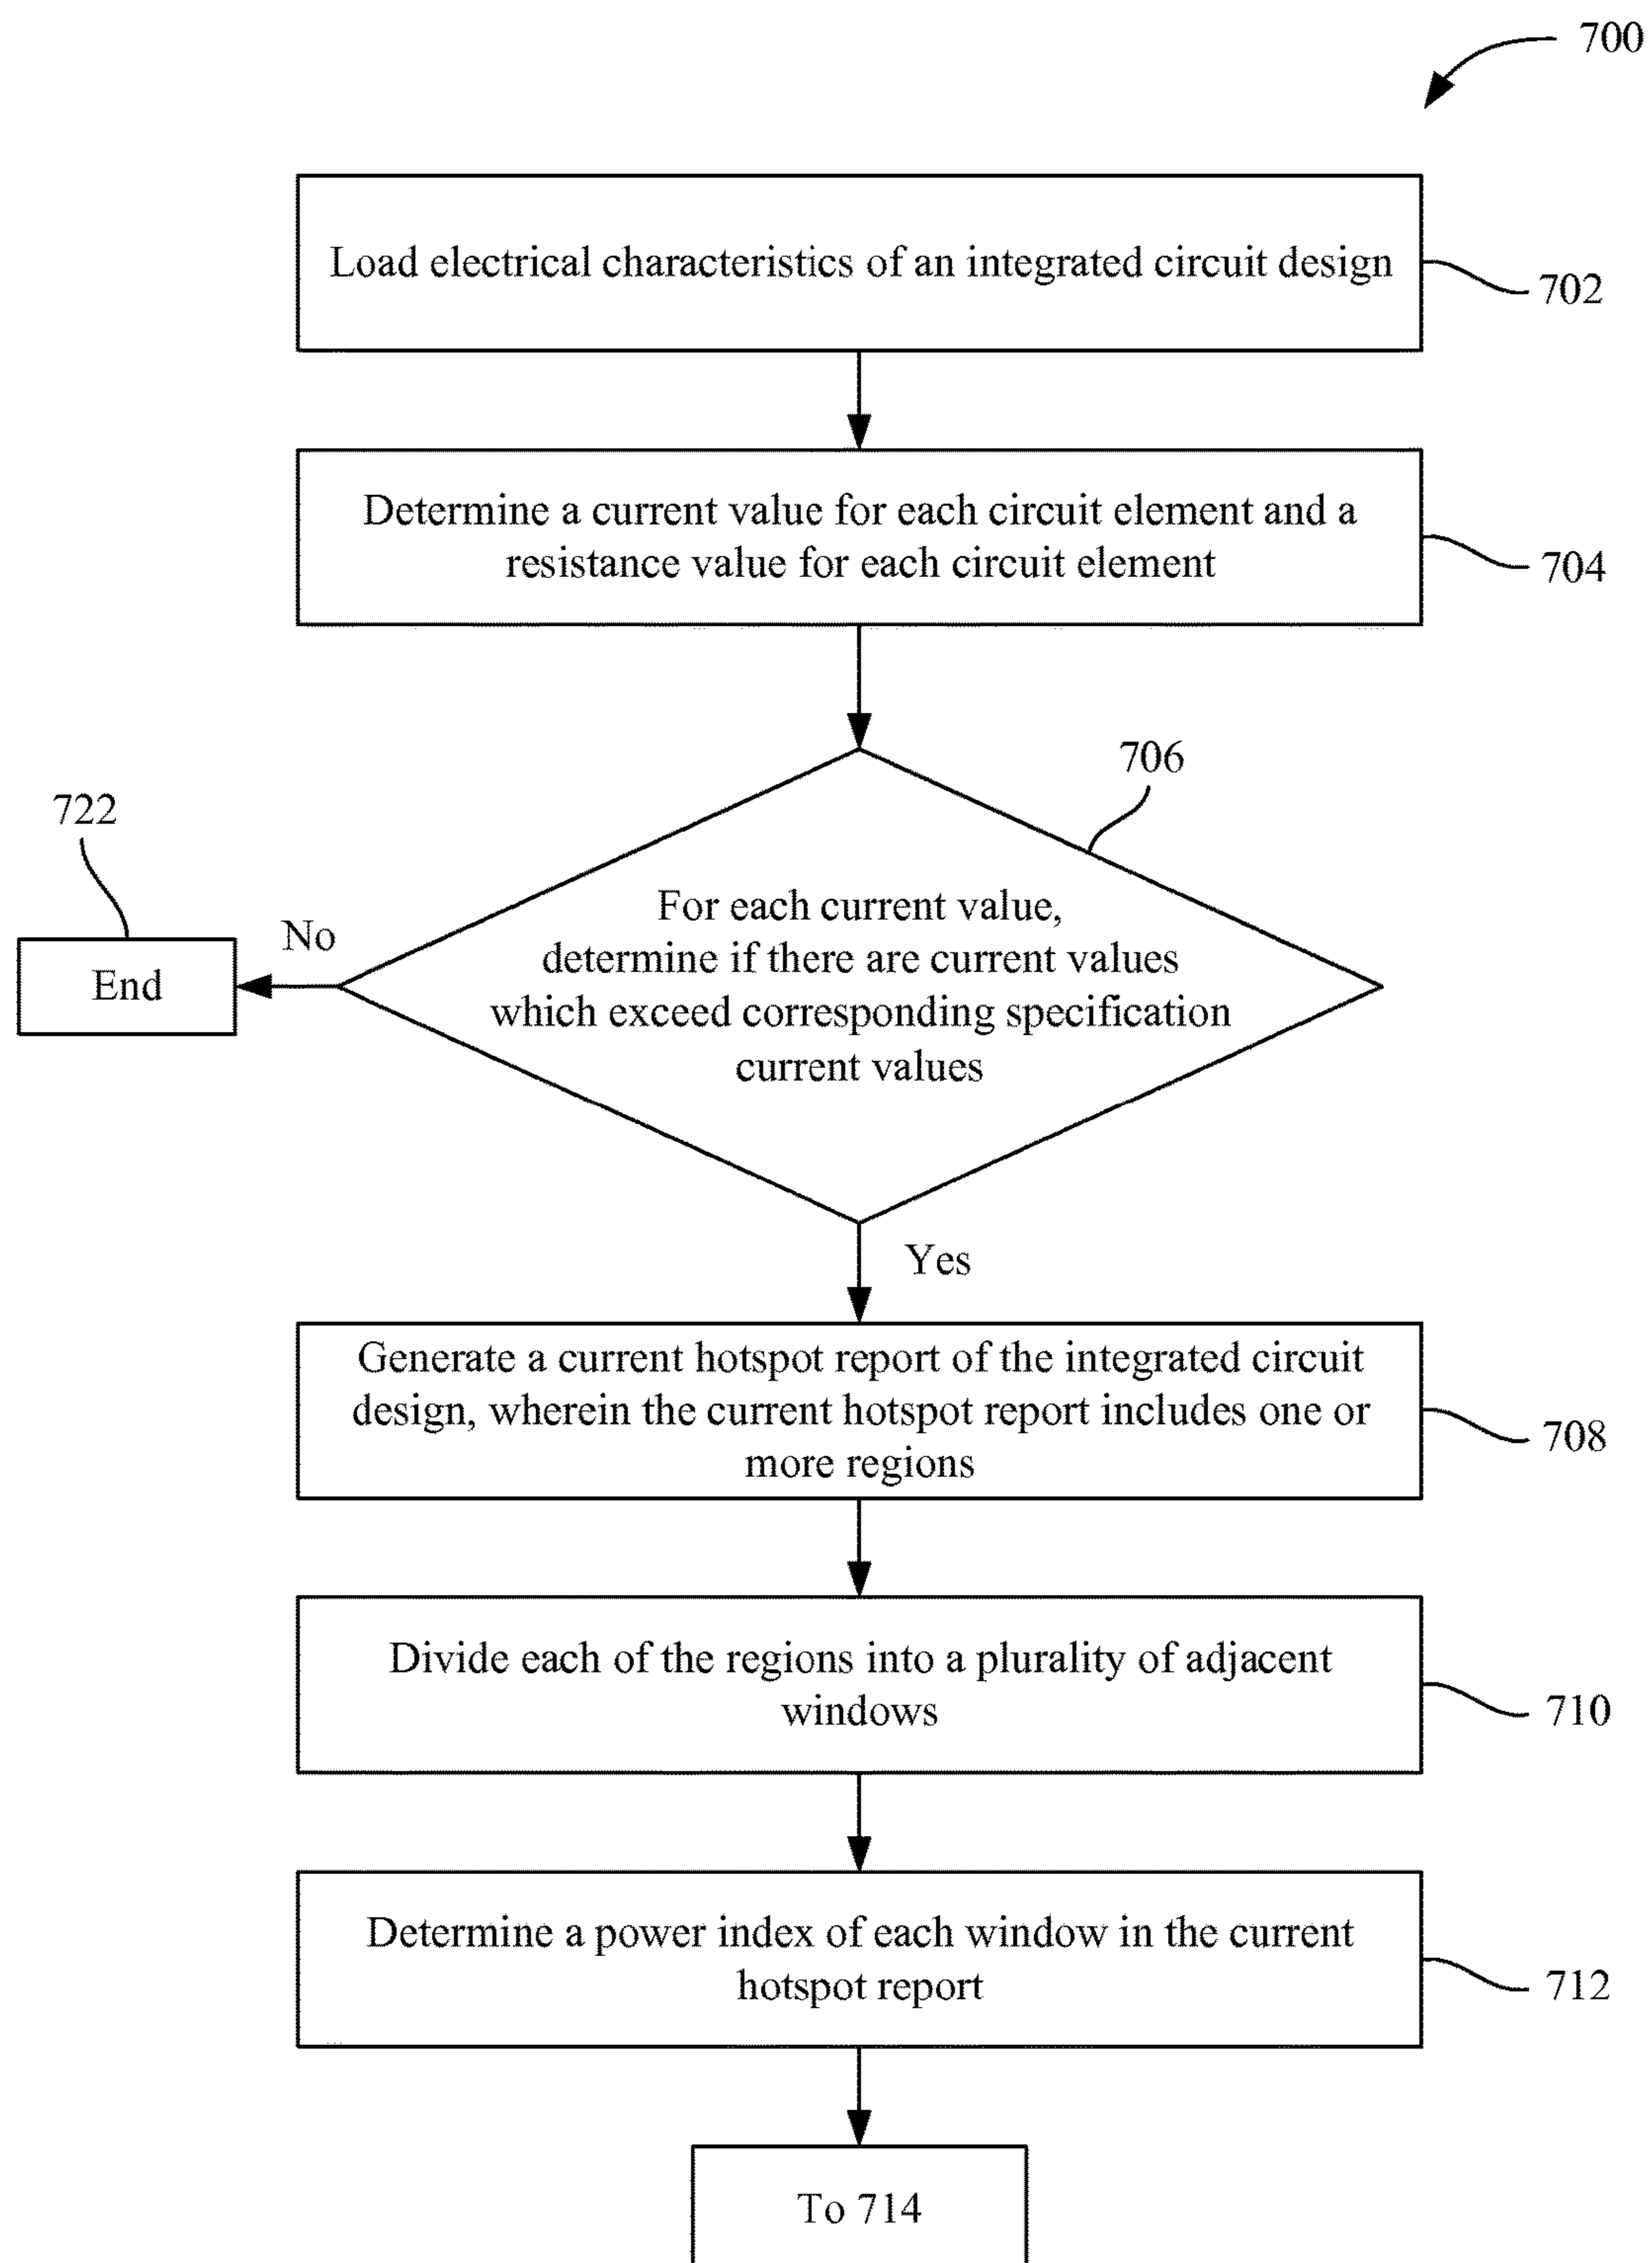 700
Load electrical characteristics of an integrated circuit design
702
Determine a current value for each circuit element and a
resistance value for each circuit element
704
706
722
For each current value,
determine if there are current values
which exceed corresponding specification
current values
No
End
Yes
Generate a current hotspot report of the integrated circuit
design, wherein the current hotspot report includes one or
more regions
708
Divide each of the regions into a plurality of adjacent
windows
710
Determine a power index of each window in the current
hotspot report
712
To 714